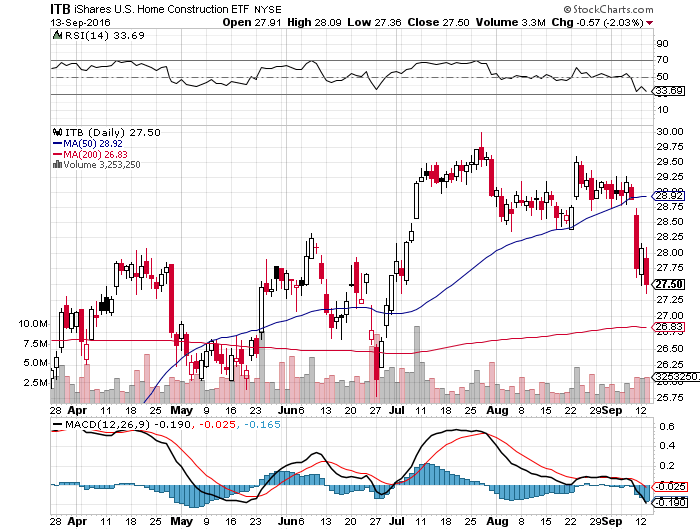 ITB iShares U.S. Home Construction ETF NYSE © StockCharts.com
13-Sep-2016 Open 27.91 High 28.09 Low 27.36 Close 27.50 Volume 3.3M Chg -0.57 (-2.03%)
RSI(14) 33.69
90
70
50
33.69
30
10
ITB (Daily) 27.50
MA(50) 28.92
MA(200) 26.83
Volume 3,253,250
30.00
29.75
29.50
29.25
29.00
28.92
28.75
28.50
28.25
28.00
27.75
27.50
27.25
27.00
26.83
26.50
26.25
26.00
25.75
10.0M
7.5M
5.0M
2.5M
3253250
28 Apr 11 18 25 May 9 16 23 Jun 6 13 20 27 Jul 11 18 25 Aug 8 15 22 29 Sep 12
MACD(12,26,9) -0.190, -0.025, -0.165
0.6
0.4
0.2
-0.025
-0.190
28 Apr 11 18 25 May 9 16 23 Jun 6 13 20 27 Jul 11 18 25 Aug 8 15 22 29 Sep 12